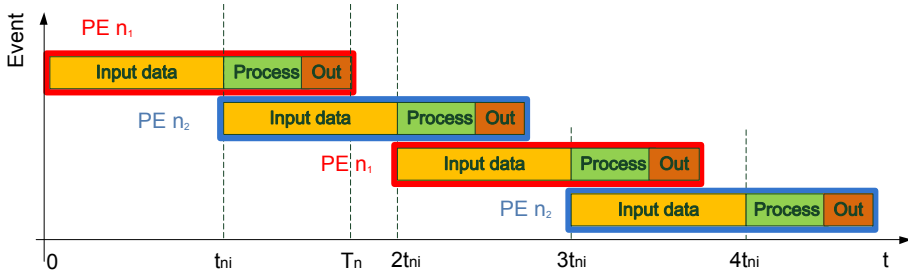 Event
PE n₁
Input data Process Out
PE n₂
Input data Process Out
PE n₁
Input data Process Out
PE n₂
Input data Process Out
0 tni Tn 2tni 3tni 4tni t